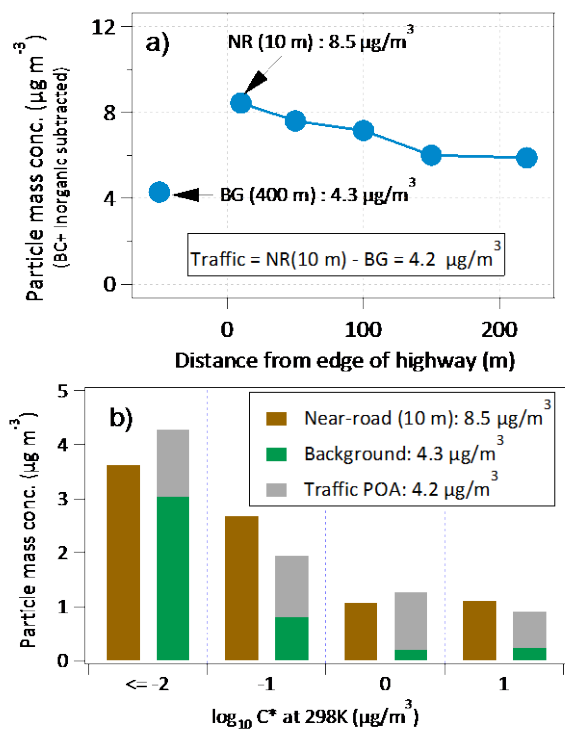 a)
NR (10 m) : 8.5 µg/m³
BG (400 m) : 4.3 µg/m³
Traffic = NR(10 m) - BG = 4.2 µg/m³
Particle mass conc. (µg m⁻³)
(BC+ Inorganic subtracted)
12
8
4
0
0
100
200
Distance from edge of highway (m)
b)
Near-road (10 m): 8.5 µg/m³
Background: 4.3 µg/m³
Traffic POA: 4.2 µg/m³
Particle mass conc. (µg m⁻³)
5
4
3
2
1
0
<= -2
-1
0
1
log₁₀ C* at 298K (µg/m³)